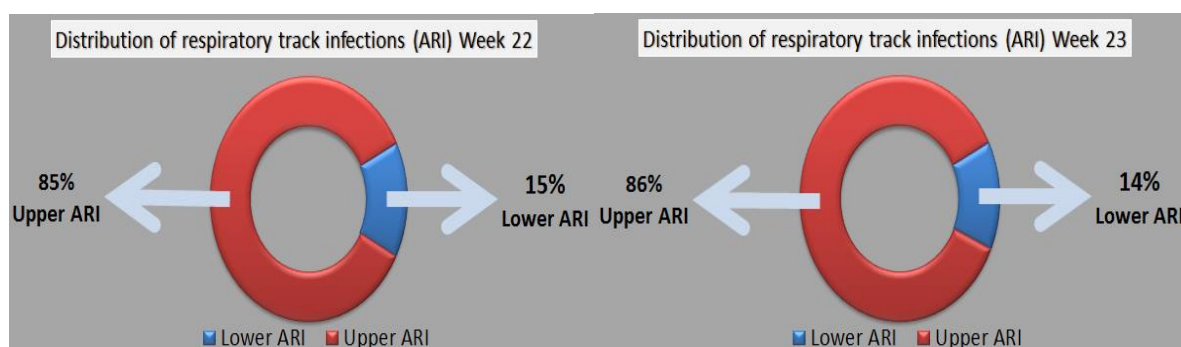 Distribution of respiratory track infections (ARI) Week 22
85%
Upper ARI
15%
Lower ARI
Lower ARI Upper ARI
Distribution of respiratory track infections (ARI) Week 23
86%
Upper ARI
14%
Lower ARI
Lower ARI Upper ARI